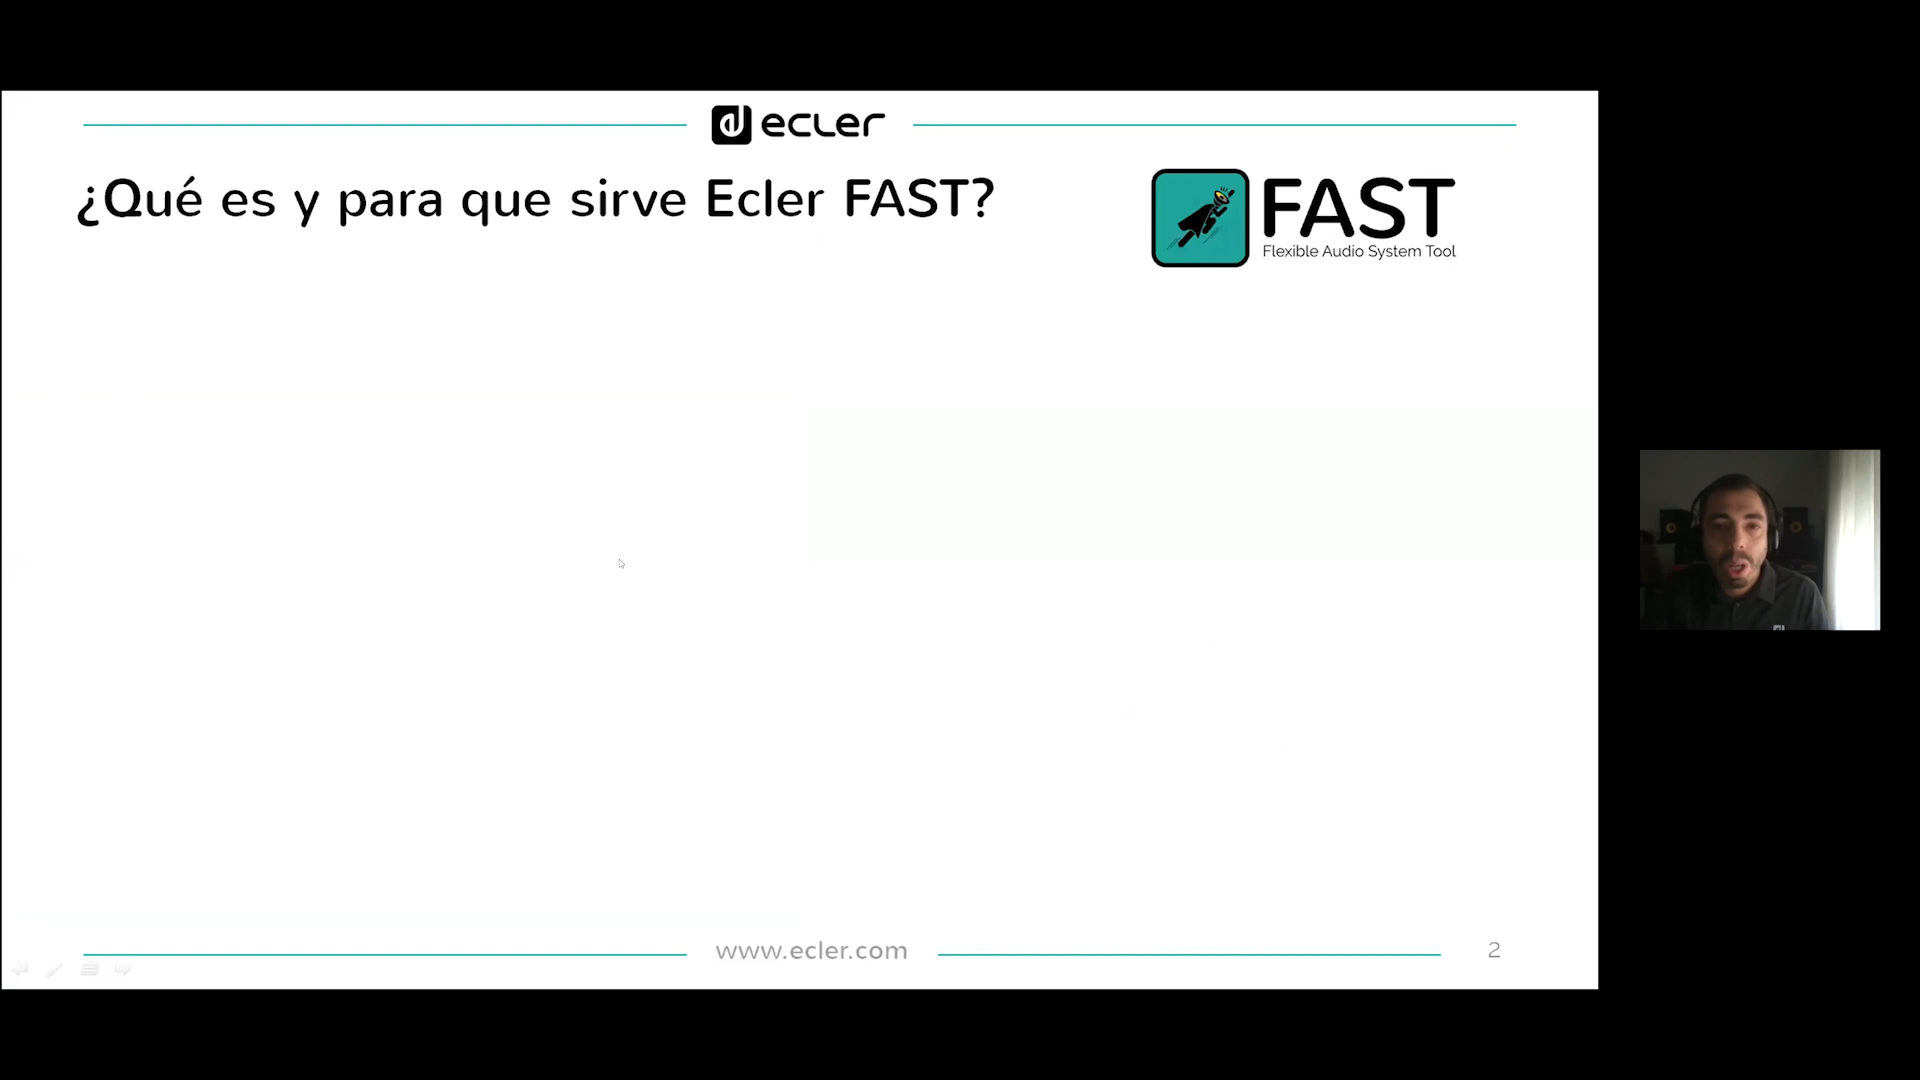 ecler
¿Qué es y para que sirve Ecler FAST?
FAST
Flexible Audio System Tool
www.ecler.com
2